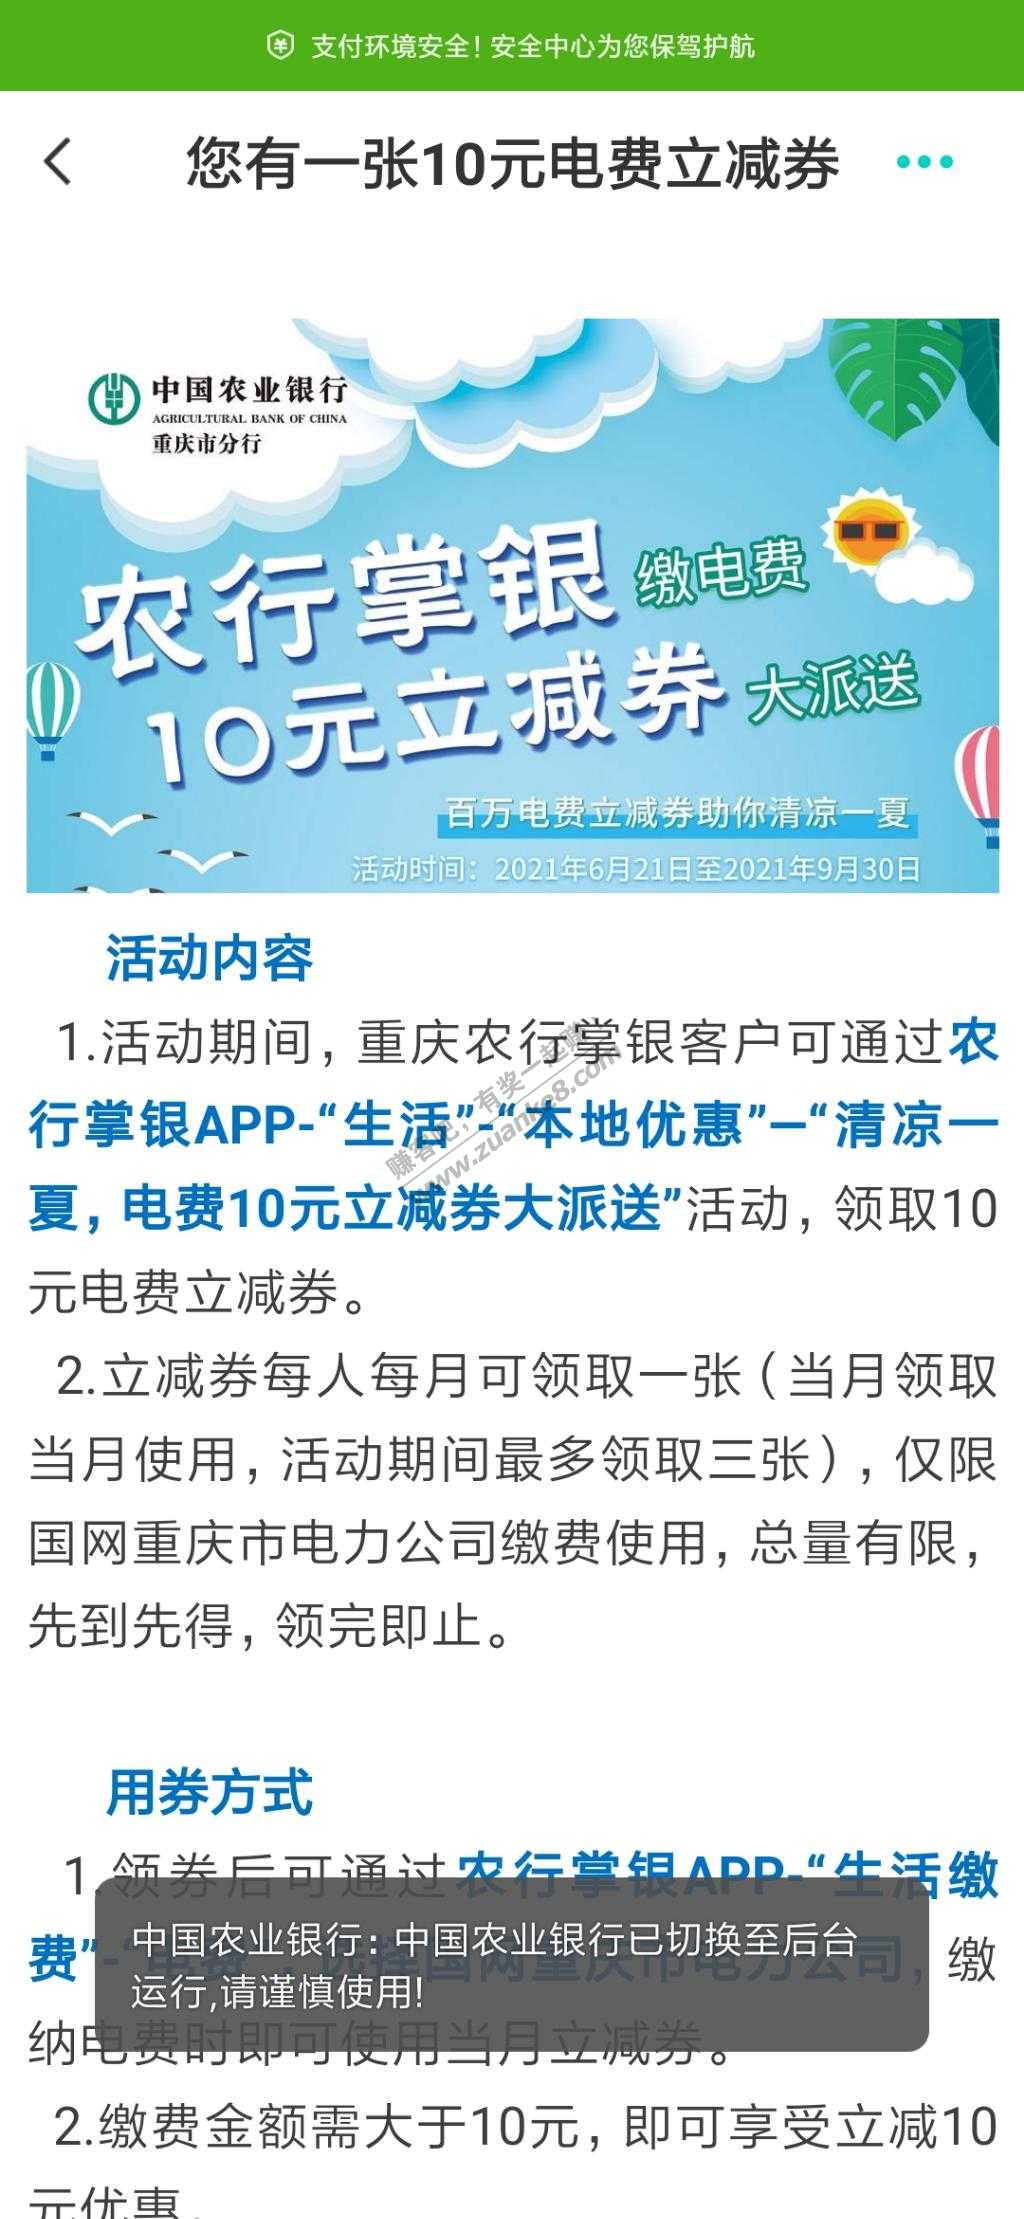 支付环境安全！安全中心为您保驾护航
您有一张10元电费立减券
中国农业银行
AGRICULTURAL BANK OF CHINA
重庆市分行
农行掌银 缴电费
10元立减券 大派送
百万电费立减券助你清凉一夏
活动时间：2021年6月21日至2021年9月30日
活动内容
1.活动期间，重庆农行掌银客户可通过农
行掌银APP-“生活”-“本地优惠”—“清凉一
夏，电费10元立减券大派送”活动，领取10
元电费立减券。
赚客吧，有奖一起赚！
www.zuanke8.com
2.立减券每人每月可领取一张（当月领取
当月使用，活动期间最多领取三张），仅限
国网重庆市电力公司缴费使用，总量有限，
先到先得，领完即止。
用券方式
1.领券后可通过农行掌银APP-“生活缴
费”-“电费”，选择国网重庆市电力公司，缴
纳电费时即可使用当月立减券。
中国农业银行：中国农业银行已切换至后台
运行,请谨慎使用!
2.缴费金额需大于10元，即可享受立减10
元优惠。